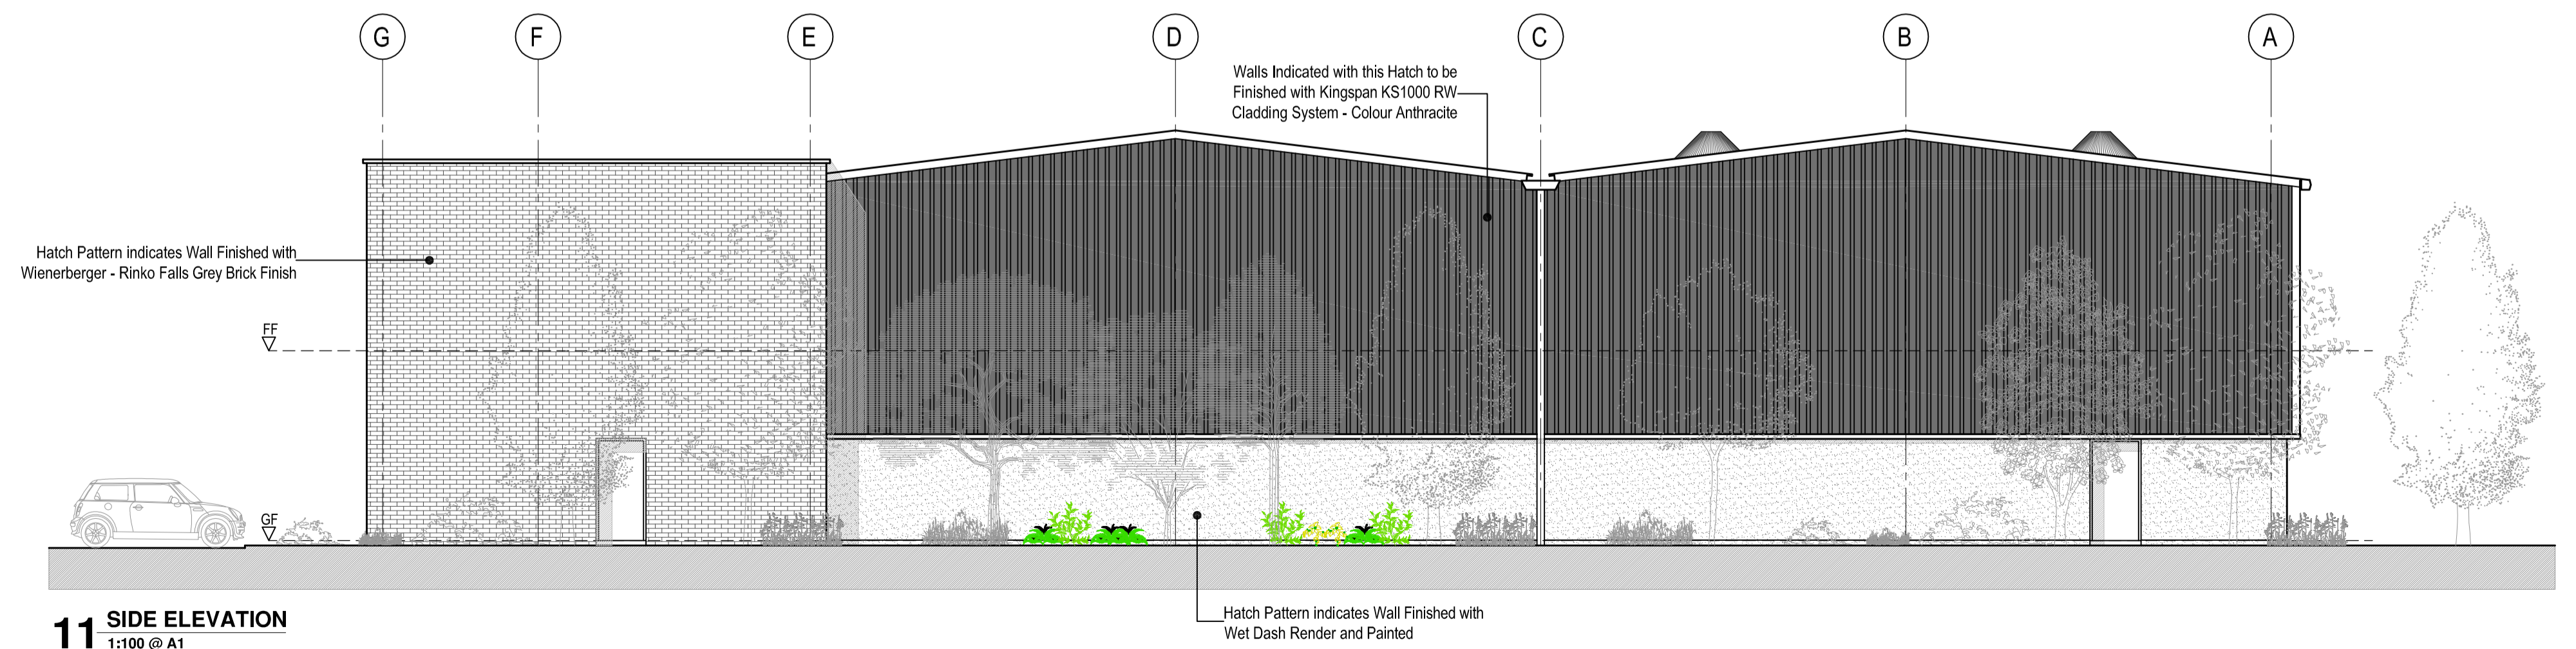 G F E D C B A
Walls Indicated with this Hatch to be
Finished with Kingspan KS1000 RW
Cladding System - Colour Anthracite
Hatch Pattern indicates Wall Finished with
Wienerberger - Rinko Falls Grey Brick Finish
FF
GF
Hatch Pattern indicates Wall Finished with
Wet Dash Render and Painted
11 SIDE ELEVATION
1:100 @ A1